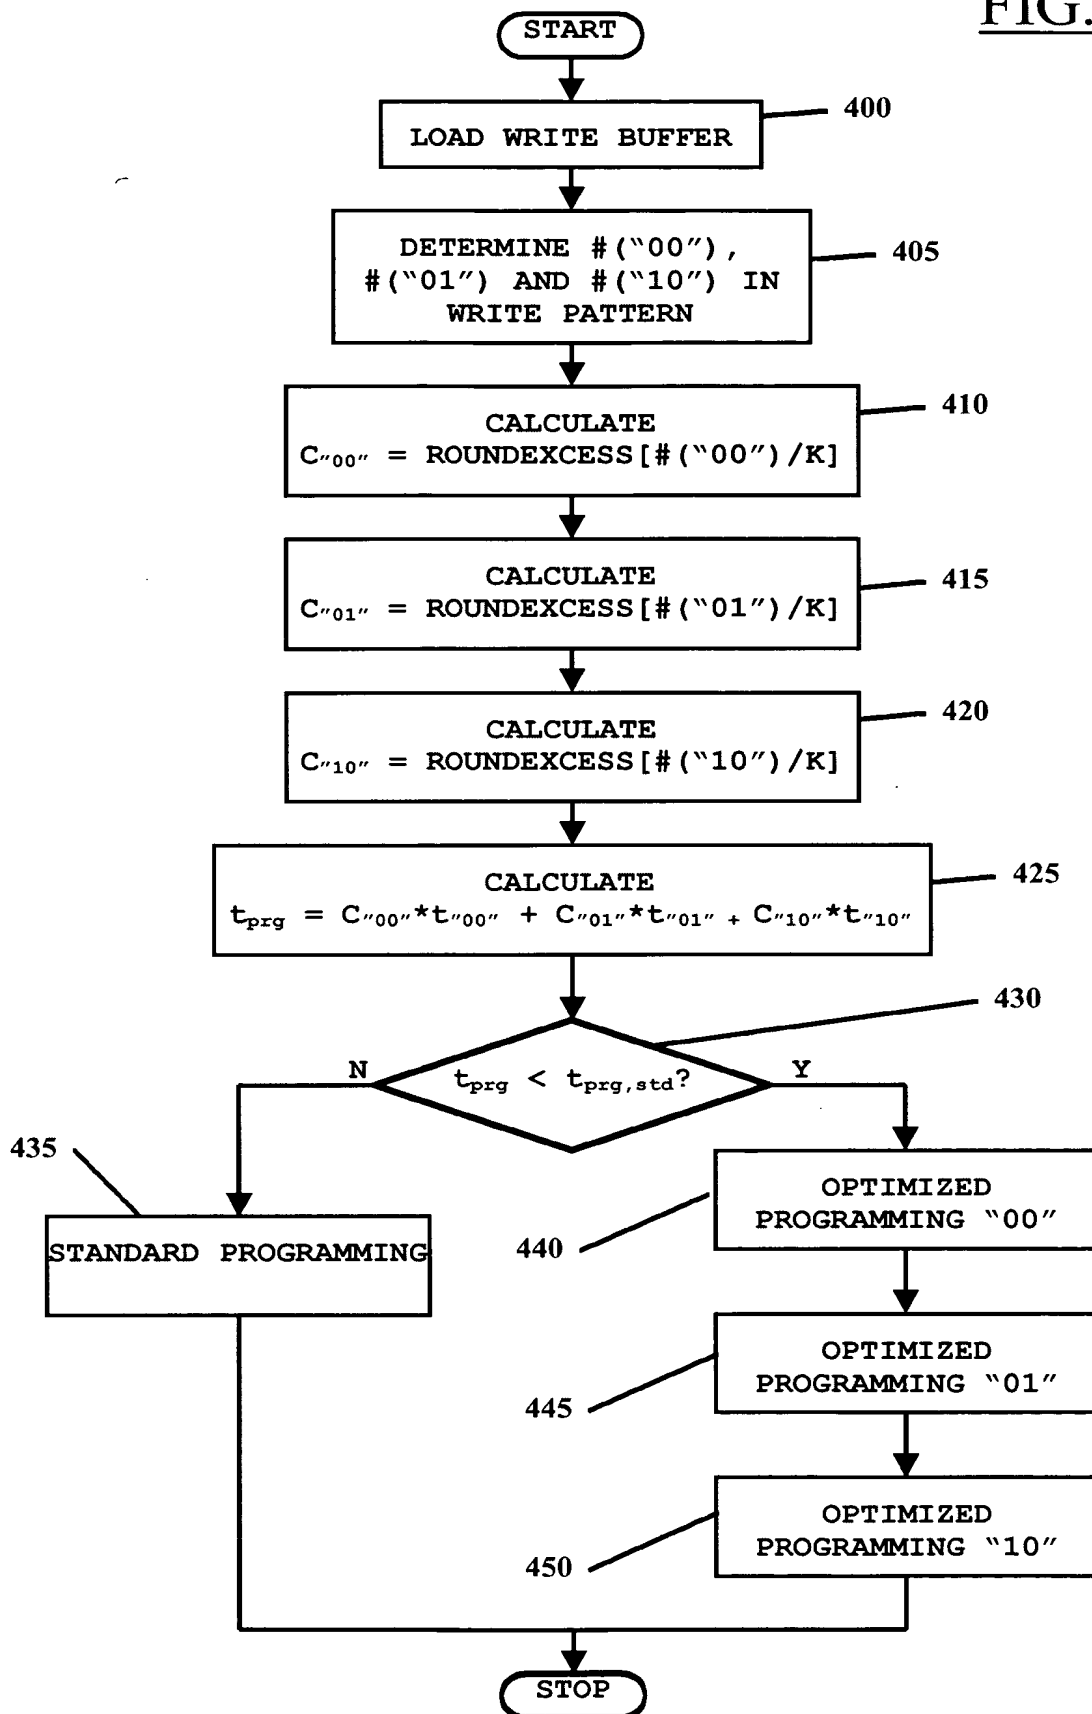 FIG.
START
400
LOAD WRITE BUFFER
DETERMINE #(``00″),
#(``01″) AND #(``10″) IN
WRITE PATTERN
405
410
CALCULATE
C″00″ = ROUNDEXCESS[#(``00″)/K]
415
CALCULATE
C″01″ = ROUNDEXCESS[#(``01″)/K]
420
CALCULATE
C″10″ = ROUNDEXCESS[#(``10″)/K]
425
CALCULATE
tprg = C″00″*t″00″ + C″01″*t″01″ + C″10″*t″10″
430
N
tprg < tprg,std?
Y
435
STANDARD PROGRAMMING
OPTIMIZED
PROGRAMMING ``00″
440
OPTIMIZED
PROGRAMMING ``01″
445
OPTIMIZED
PROGRAMMING ``10″
450
STOP